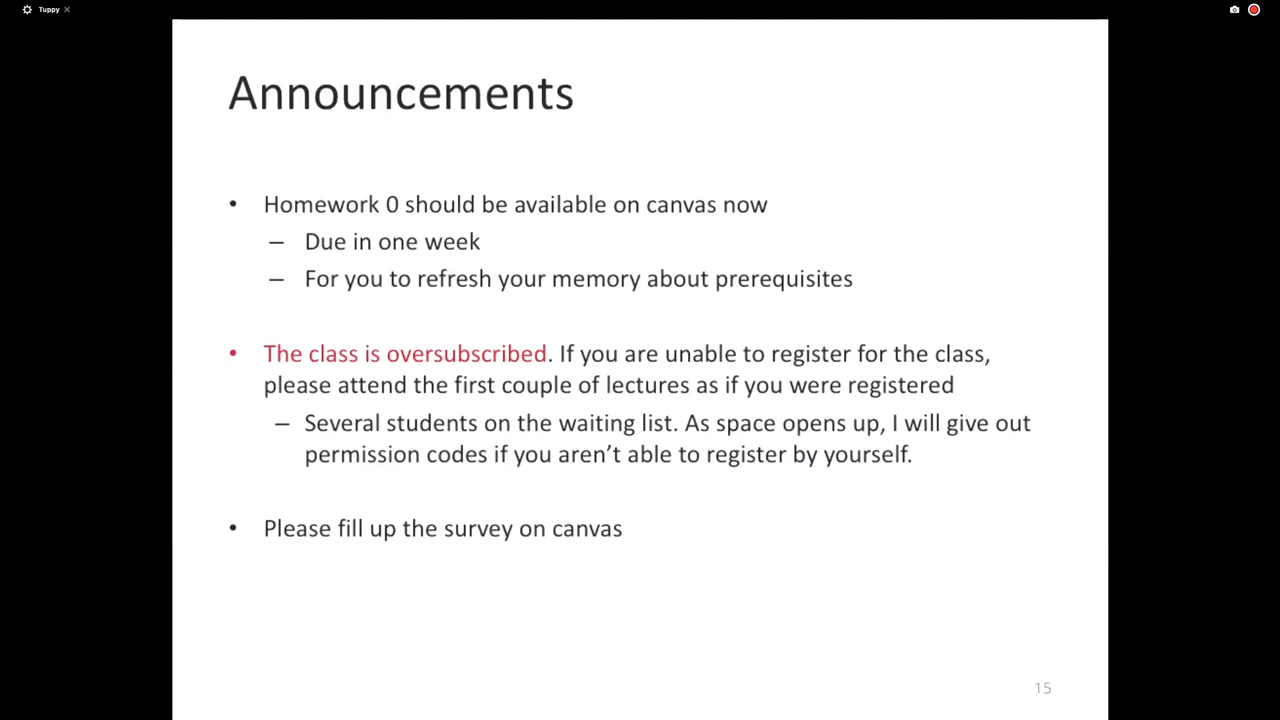 Tuppy
Announcements
• Homework 0 should be available on canvas now
– Due in one week
– For you to refresh your memory about prerequisites
• The class is oversubscribed. If you are unable to register for the class,
please attend the first couple of lectures as if you were registered
– Several students on the waiting list. As space opens up, I will give out
permission codes if you aren’t able to register by yourself.
• Please fill up the survey on canvas
15